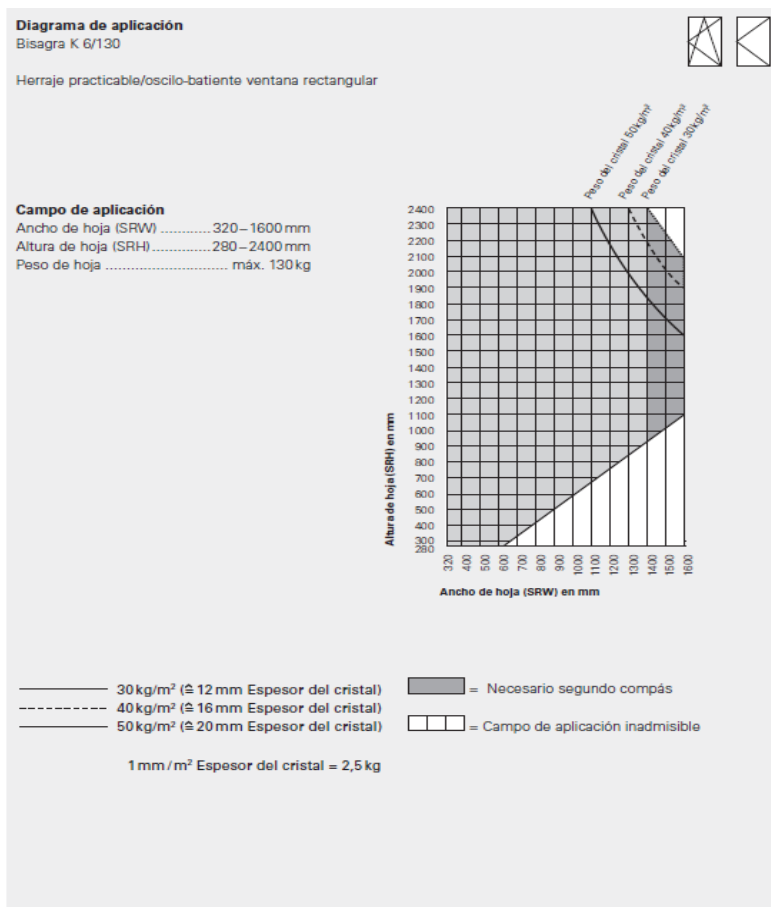 Diagrama de aplicación
Bisagra K 6/130
Herraje practicable/oscilo-batiente ventana rectangular
Peso del cristal 50kg/m²
Peso del cristal 40kg/m²
Peso del cristal 30kg/m²
Campo de aplicación
Ancho de hoja (SRW) ............ 320–1600 mm
Altura de hoja (SRH) .............. 280–2400 mm
Peso de hoja ............................. máx. 130 kg
2400
2300
2200
2100
2000
1900
1800
1700
1600
1500
1400
1300
1200
1100
1000
900
800
700
600
500
400
300
280
Altura de hoja (SRH) en mm
320 400 500 600 700 800 900 1000 1100 1200 1300 1400 1500 1600
Ancho de hoja (SRW) en mm
30 kg/m² (≙ 12 mm Espesor del cristal)
40 kg/m² (≙ 16 mm Espesor del cristal)
50 kg/m² (≙ 20 mm Espesor del cristal)
1 mm / m² Espesor del cristal = 2,5 kg
= Necesario segundo compás
= Campo de aplicación inadmisible